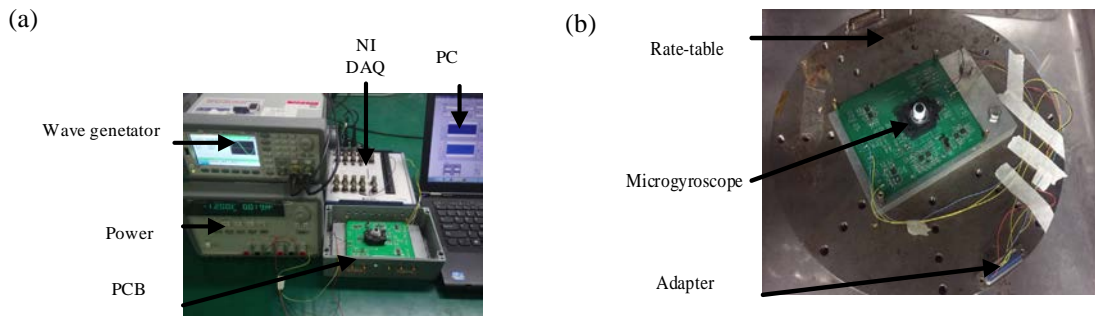 (a)
NI
DAQ
PC
Wave genetator
Power
PCB
(b)
Rate-table
Microgyroscope
Adapter